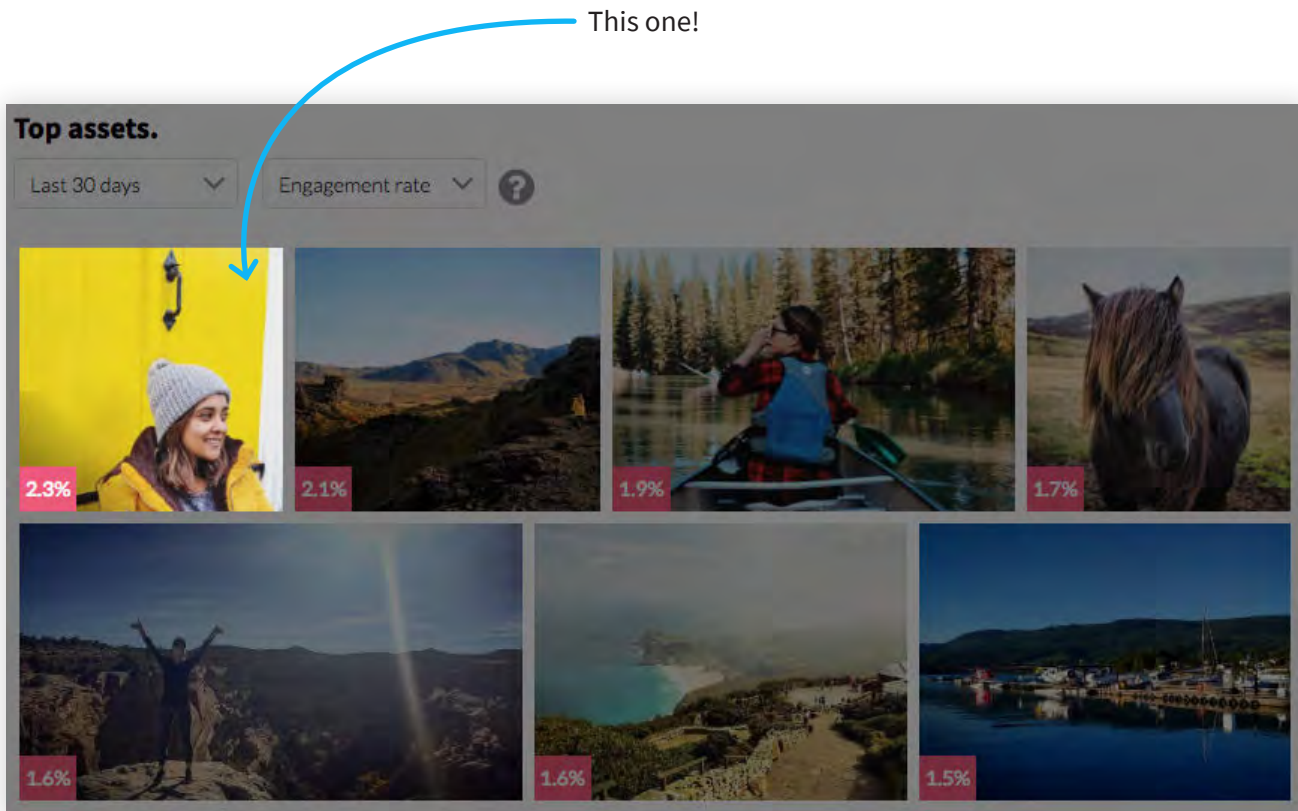 This one!
Top assets.
Last 30 days
Engagement rate
?
2.3%
2.1%
1.9%
1.7%
1.6%
1.6%
1.5%